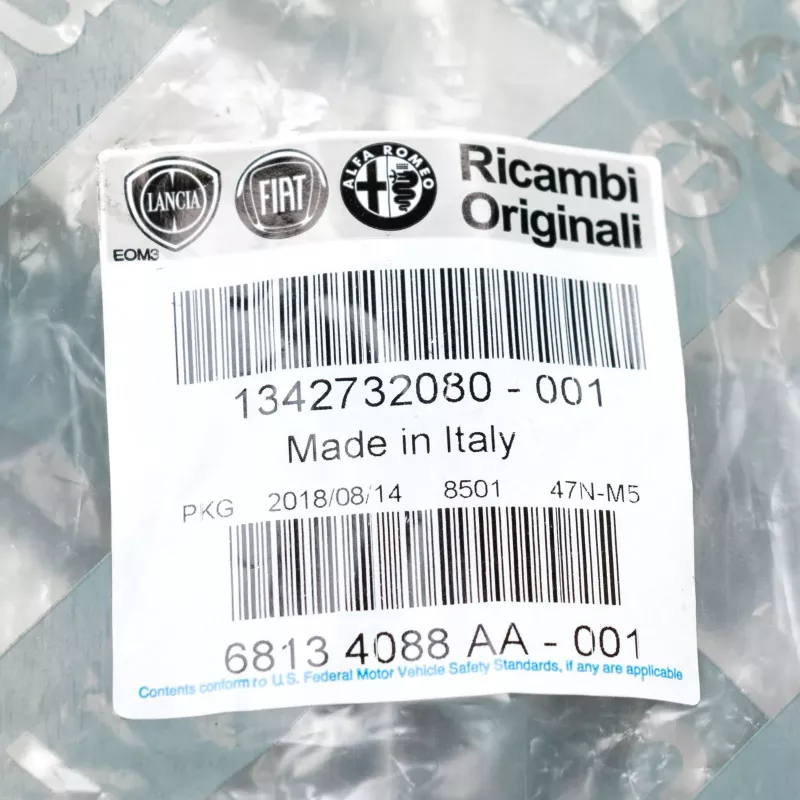 LANCIA
FIAT
ALFA ROMEO
Ricambi
Originali
EOM3
1342732080 - 001
Made in Italy
PKG 2018/08/14 8501 47N-M5
6813 4088 AA - 001
Contents conform to U.S. Federal Motor Vehicle Safety Standards, if any are applicable